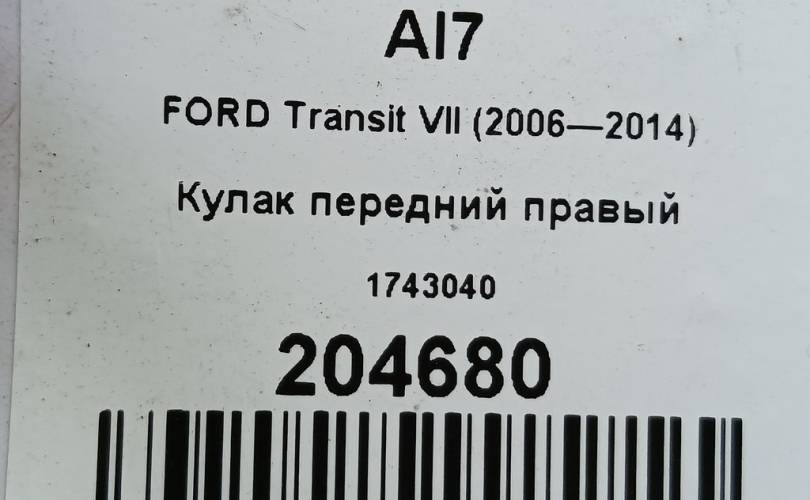 AI7
FORD Transit VII (2006—2014)
Кулак передний правый
1743040
204680